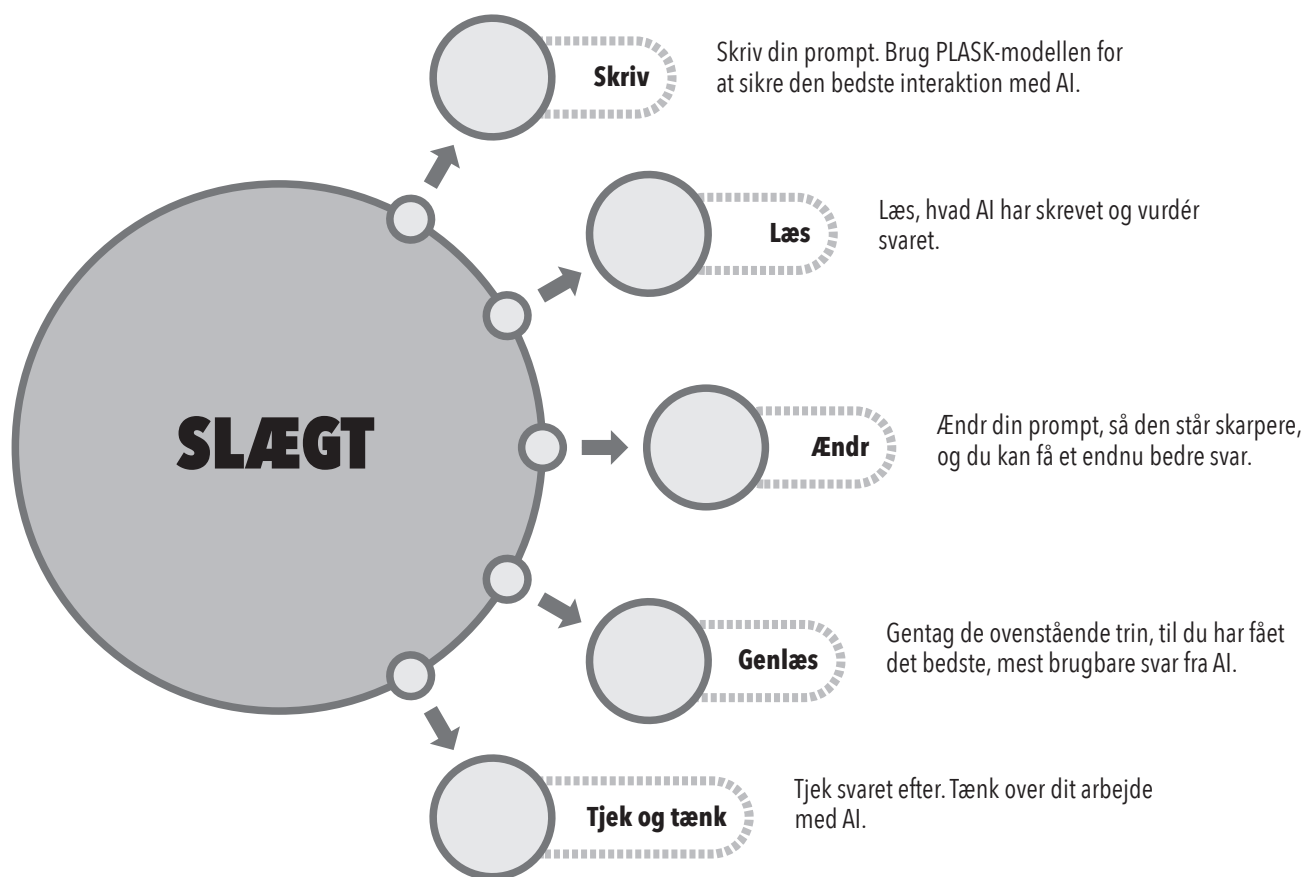 Skriv
Skriv din prompt. Brug PLASK-modellen for
at sikre den bedste interaktion med AI.
Læs
Læs, hvad AI har skrevet og vurdér
svaret.
SLÆGT
Ændr
Ændr din prompt, så den står skarpere,
og du kan få et endnu bedre svar.
Genlæs
Gentag de ovenstående trin, til du har fået
det bedste, mest brugbare svar fra AI.
Tjek og tænk
Tjek svaret efter. Tænk over dit arbejde
med AI.